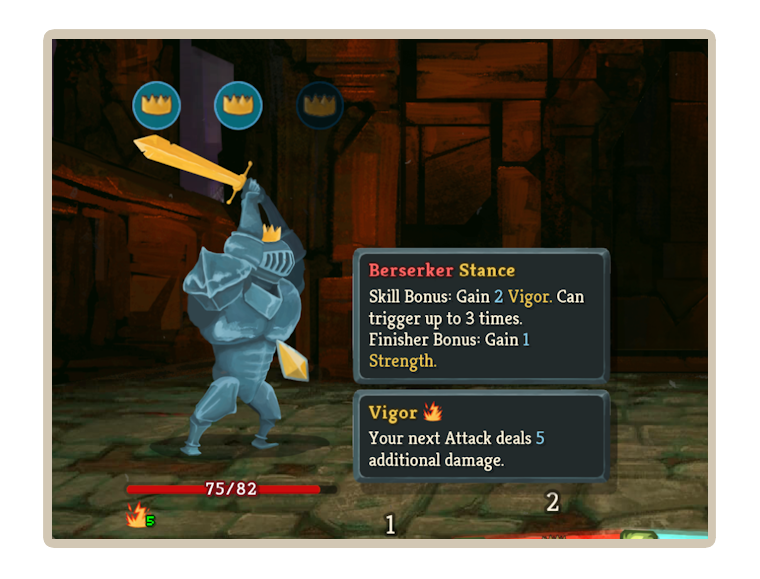 Berserker Stance
Skill Bonus: Gain 2 Vigor. Can
trigger up to 3 times.
Finisher Bonus: Gain 1
Strength.
Vigor
Your next Attack deals 5
additional damage.
75/82
5
1
2